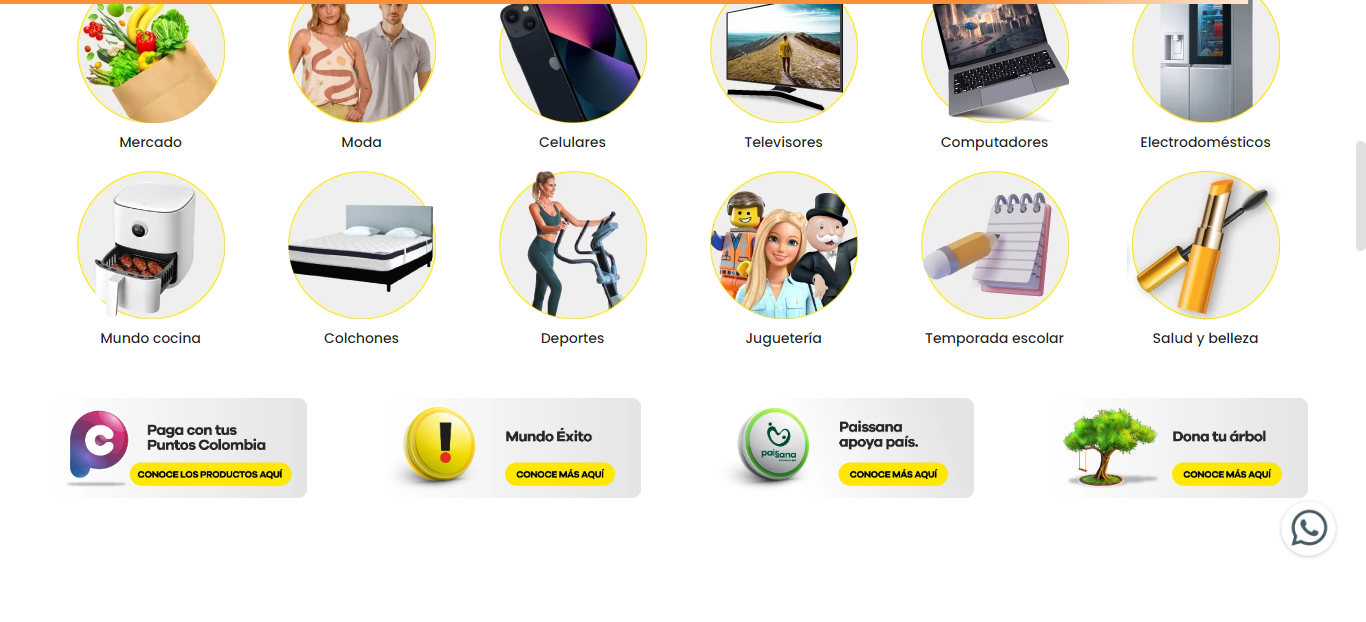 Mercado
Moda
Celulares
Televisores
Computadores
Electrodomésticos
Mundo cocina
Colchones
Deportes
Juguetería
Temporada escolar
Salud y belleza
Paga con tus
Puntos Colombia
CONOCE LOS PRODUCTOS AQUÍ
Mundo Éxito
CONOCE MÁS AQUÍ
paissana
Paissana
apoya país.
CONOCE MÁS AQUÍ
Dona tu árbol
CONOCE MÁS AQUÍ